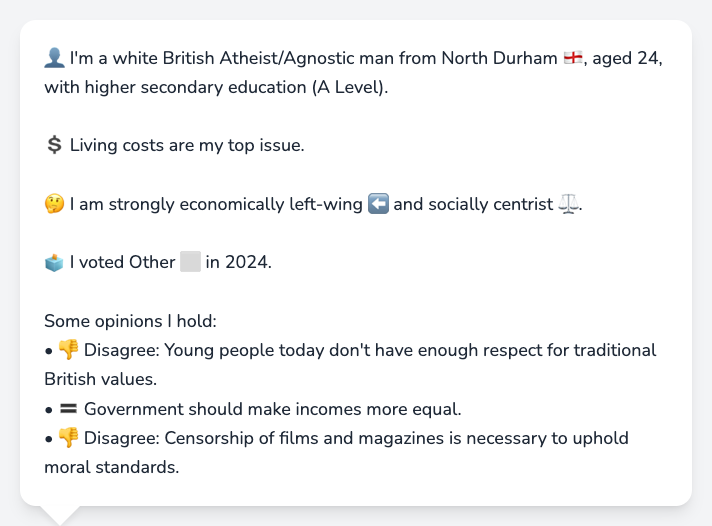 👤 I'm a white British Atheist/Agnostic man from North Durham 🏴󠁧󠁢󠁥󠁮󠁧󠁿, aged 24,
with higher secondary education (A Level).
💲 Living costs are my top issue.
🤔 I am strongly economically left-wing ⬅️ and socially centrist ⚖️.
🗳️ I voted Other ⬜ in 2024.
Some opinions I hold:
• 👎 Disagree: Young people today don't have enough respect for traditional
British values.
• 🟰 Government should make incomes more equal.
• 👎 Disagree: Censorship of films and magazines is necessary to uphold
moral standards.